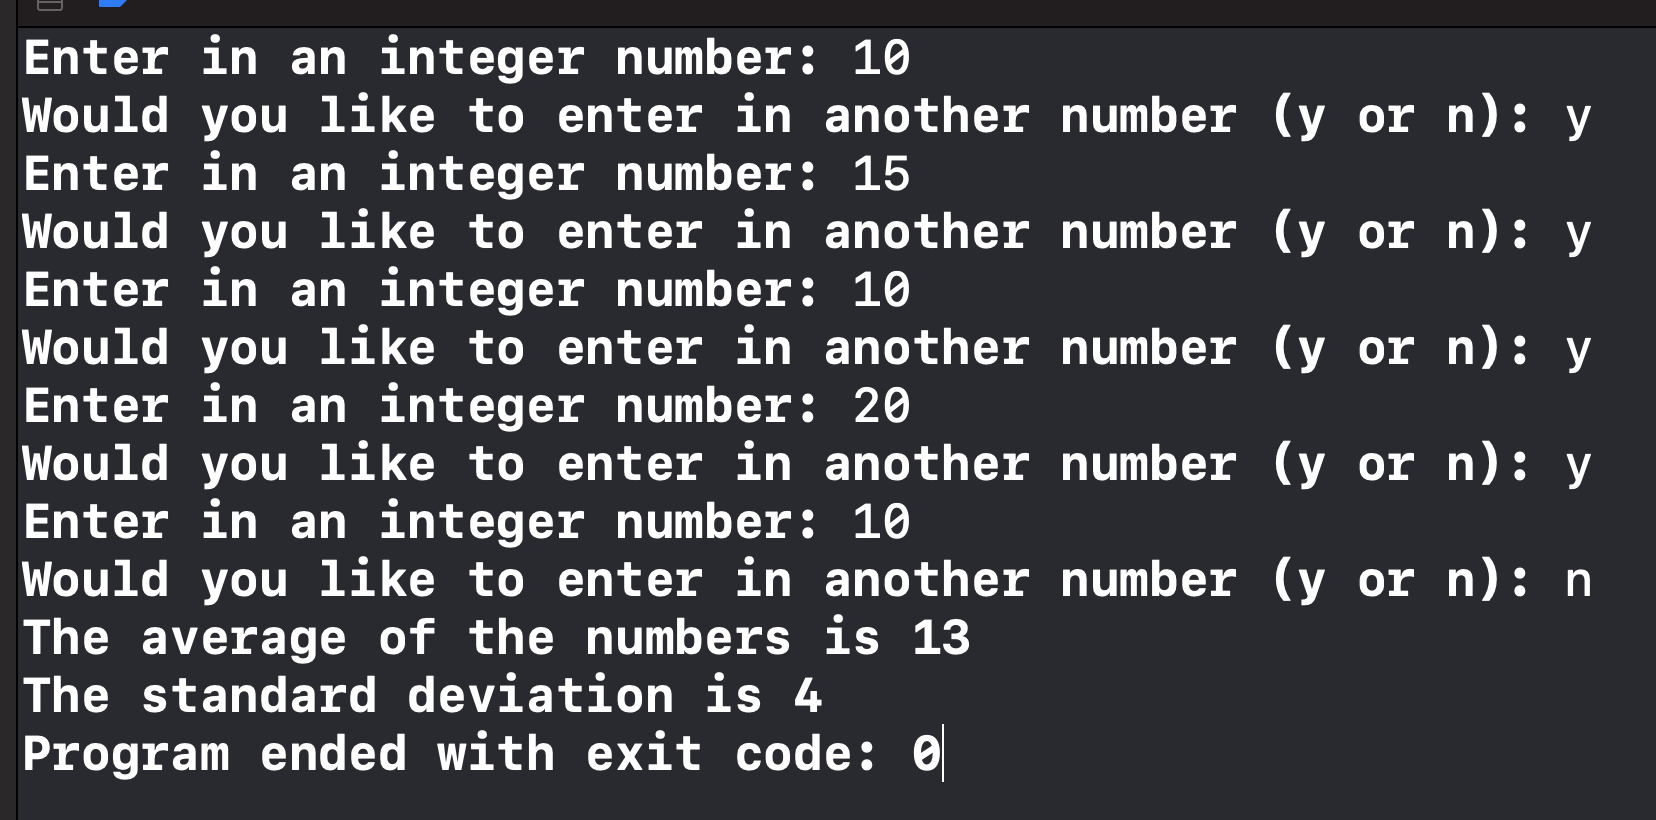 Enter in an integer number: 10
Would you like to enter in another number (y or n): y
Enter in an integer number: 15
Would you like to enter in another number (y or n): y
Enter in an integer number: 10
Would you like to enter in another number (y or n): y
Enter in an integer number: 20
Would you like to enter in another number (y or n): y
Enter in an integer number: 10
Would you like to enter in another number (y or n): n
The average of the numbers is 13
The standard deviation is 4
Program ended with exit code: 0